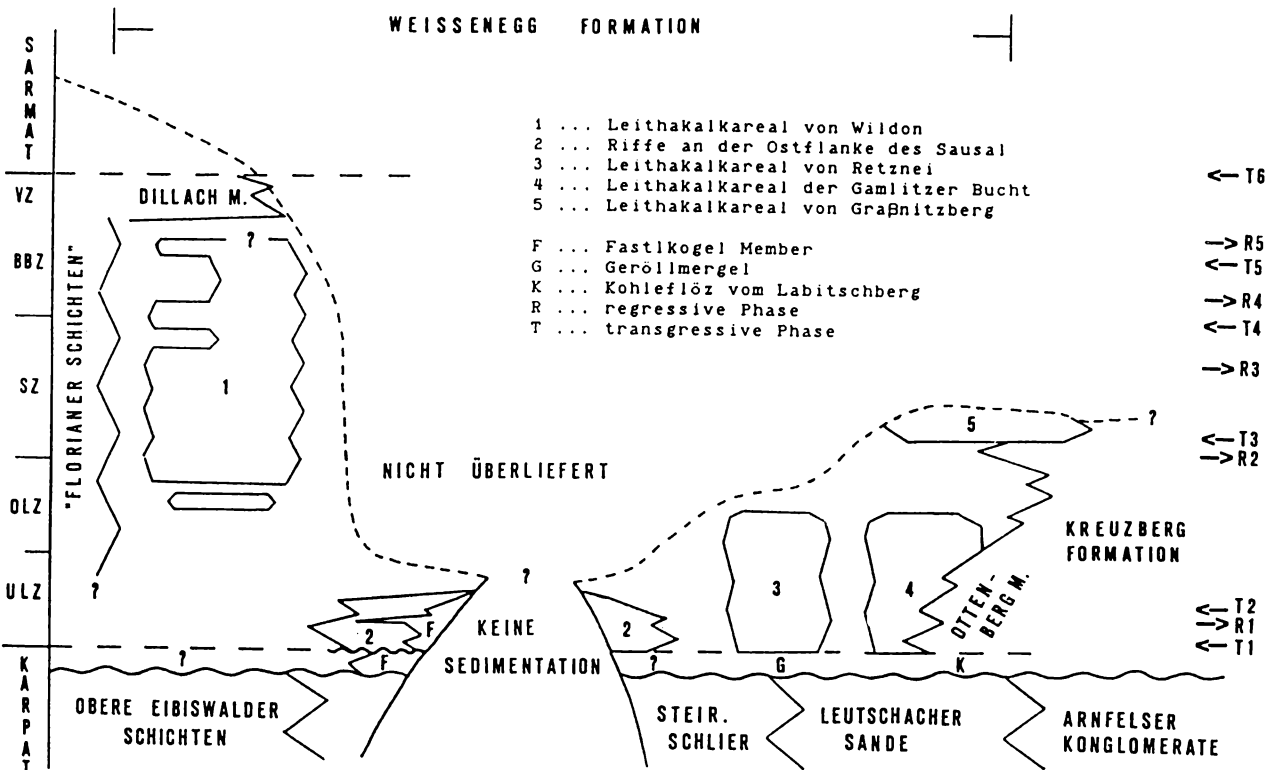 WEISSENEGG FORMATION
SARMAT
VZ
BBZ
SZ
OLZ
ULZ
KARPAT
1 ... Leithakalkareal von Wildon
2 ... Riffe an der Ostflanke des Sausal
3 ... Leithakalkareal von Retznei
4 ... Leithakalkareal der Gamlitzer Bucht
5 ... Leithakalkareal von Graßnitzberg
F ... Fastlkogel Member
G ... Geröllmergel
K ... Kohleflöz vom Labitschberg
R ... regressive Phase
T ... transgressive Phase
<— T6
—> R5
<— T5
—> R4
<— T4
—> R3
<— T3
—> R2
<— T2
—> R1
<— T1
DILLACH M.
"FLORIANER SCHICHTEN"
?
?
1
5
?
NICHT ÜBERLIEFERT
KREUZBERG
FORMATION
?
3
4
OTTEN-
BERG M.
2
F
KEINE
SEDIMENTATION
2
?
F
?
G
K
OBERE EIBISWALDER
SCHICHTEN
STEIR.
SCHLIER
LEUTSCHACHER
SANDE
ARNFELSER
KONGLOMERATE